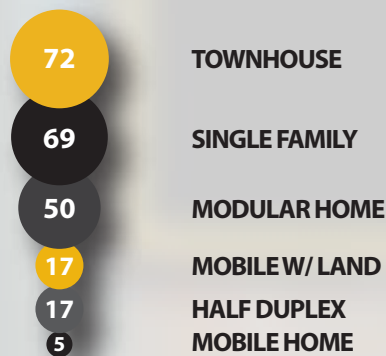 72 TOWNHOUSE
69 SINGLE FAMILY
50 MODULAR HOME
17 MOBILE W/ LAND
17 HALF DUPLEX
5 MOBILE HOME